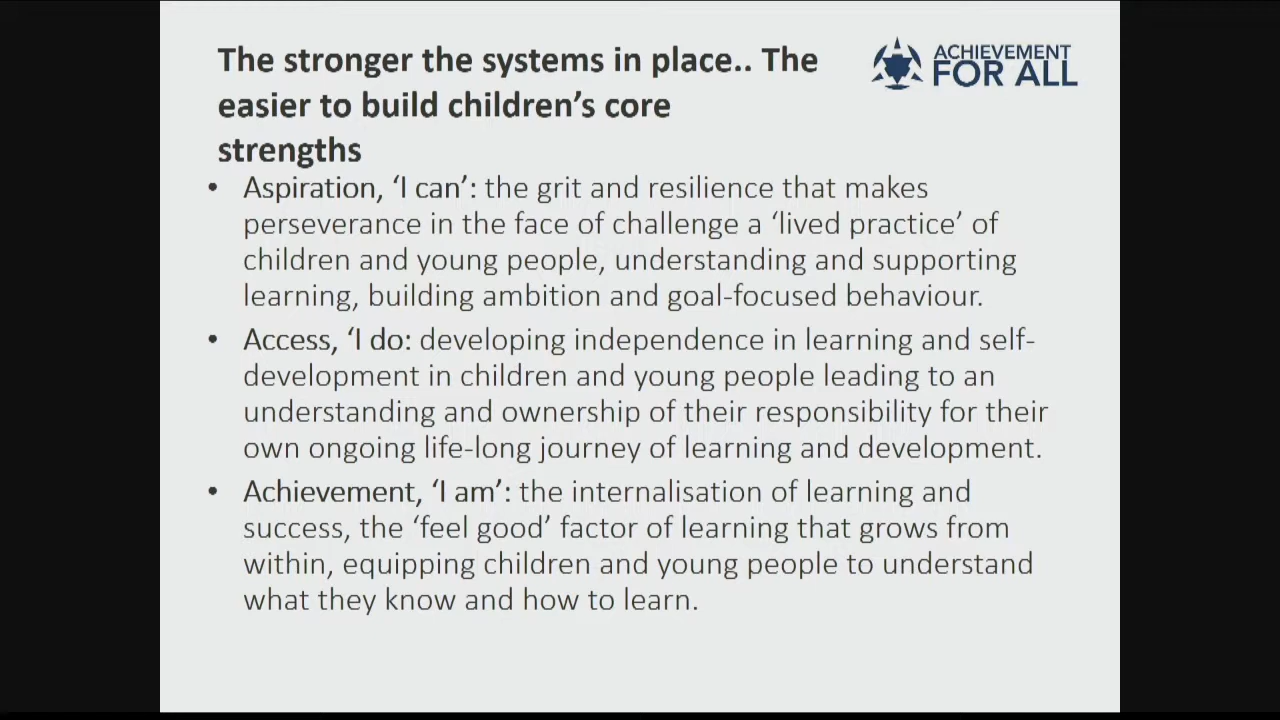 The stronger the systems in place.. The
easier to build children's core
strengths
ACHIEVEMENT
FOR ALL
• Aspiration, ‘I can’: the grit and resilience that makes
perseverance in the face of challenge a ‘lived practice’ of
children and young people, understanding and supporting
learning, building ambition and goal-focused behaviour.
• Access, ‘I do: developing independence in learning and self-
development in children and young people leading to an
understanding and ownership of their responsibility for their
own ongoing life-long journey of learning and development.
• Achievement, ‘I am’: the internalisation of learning and
success, the ‘feel good’ factor of learning that grows from
within, equipping children and young people to understand
what they know and how to learn.